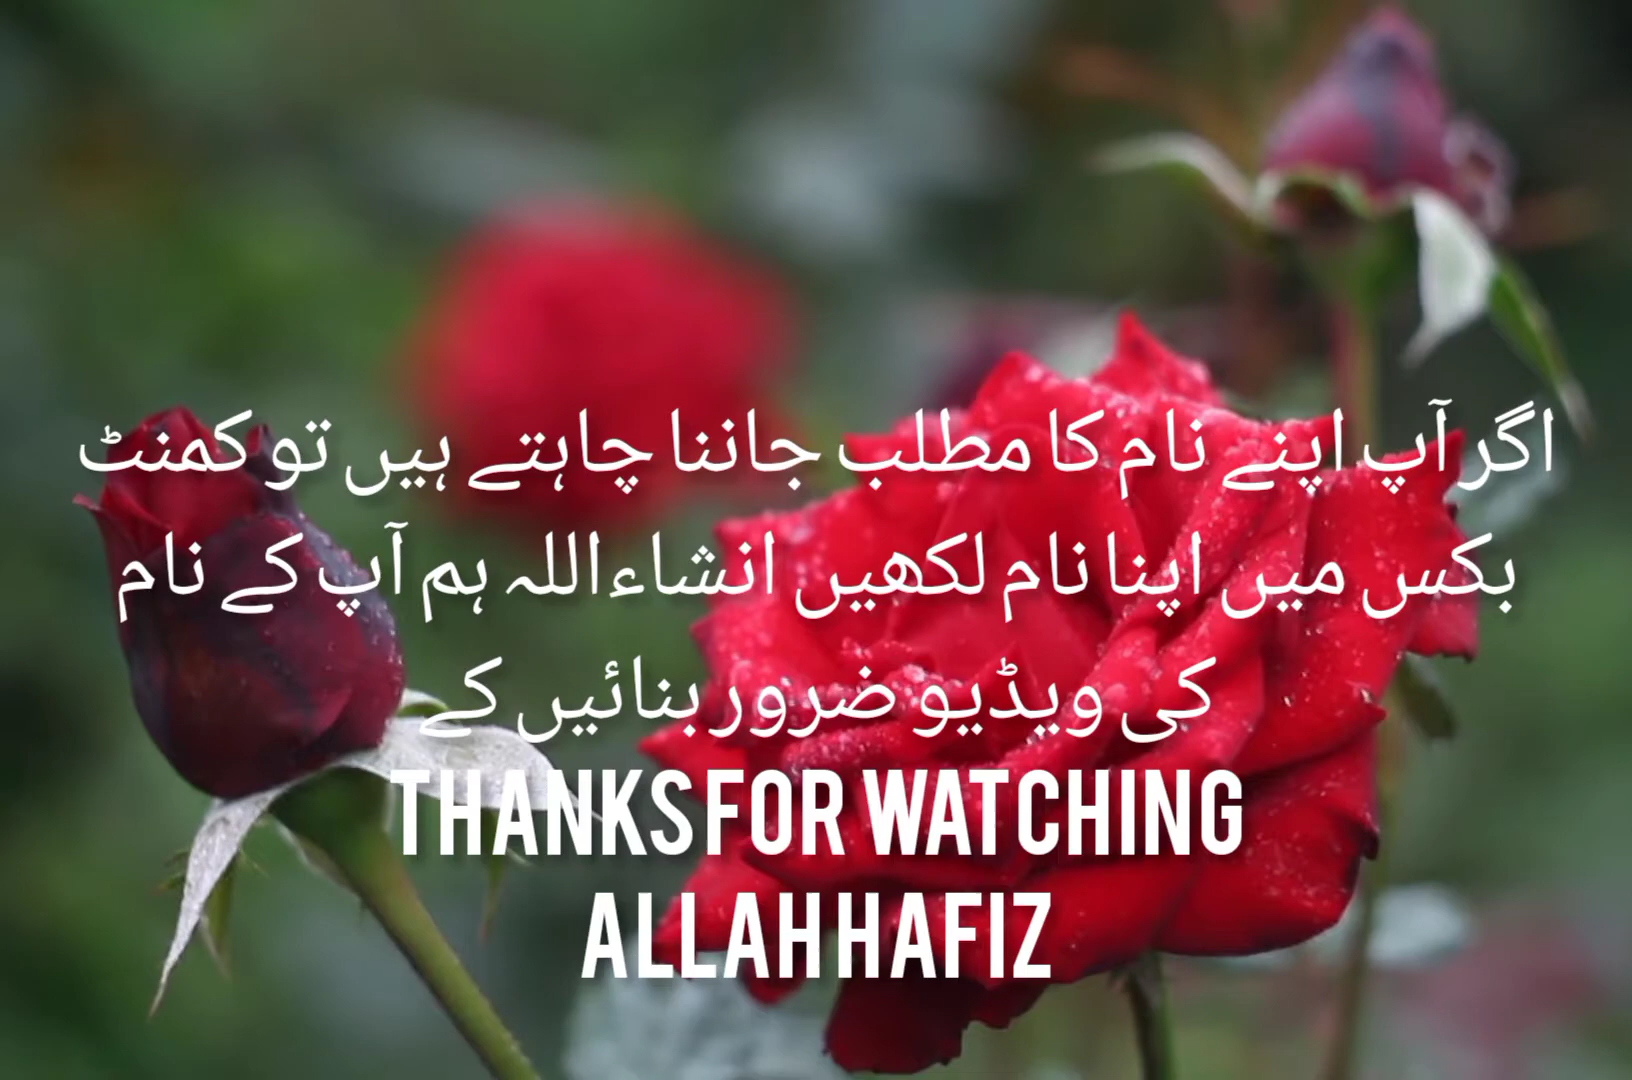 اگر آپ اپنے نام کا مطلب جاننا چاہتے ہیں تو کمنٹ
بکس میں اپنا نام لکھیں انشاءاللہ ہم آپ کے نام
کی ویڈیو ضرور بنائیں کے
THANKS FOR WATCHING
ALLAH HAFIZ